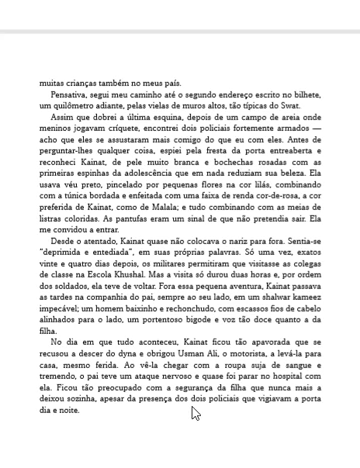 muitas crianças também no meus país.
Pensativa, segui meu caminho até o segundo endereço escrito no bilhete,
um quilômetro adiante, pelas vielas de muros altos, tão típicas do Swat.
Assim que dobrei a última esquina, depois de um campo de areia onde
meninos jogavam críquete, encontrei dois policiais fortemente armados —
acho que eles se assustaram mais comigo do que eu com eles. Antes de
perguntar-lhes qualquer coisa, espiei pela fresta da porta entreaberta e
reconheci Kainat, de pele muito branca e bochechas rosadas com as
primeiras espinhas da adolescência que em nada reduziam sua beleza. Ela
usava véu preto, pincelado por pequenas flores na cor lilás, combinando
com a túnica bordada e enfeitada com uma faixa de renda cor-de-rosa, a cor
preferida de Kainat, como de Malala; e tudo combinando com as meias de
listras coloridas. As pantufas eram um sinal de que não pretendia sair. Ela
me convidou a entrar.
Desde o atentado, Kainat quase não colocava o nariz para fora. Sentia-se
"deprimida e entediada", em suas próprias palavras. Só uma vez, exatos
vinte e quatro dias depois, os militares permitiram que visitasse as colegas
de classe na Escola Khushal. Mas a visita só durou duas horas e, por ordem
dos soldados, ela teve de voltar. Fora essa pequena aventura, Kainat passava
as tardes na companhia do pai, sempre ao seu lado, em um shalwar kameez
impecável; um homem baixinho e rechonchudo, com escassos fios de cabelo
alinhados para o lado, um portentoso bigode e voz tão doce quanto a da
filha.
No dia em que tudo aconteceu, Kainat ficou tão apavorada que se
recusou a descer do dyna e obrigou Usman Ali, o motorista, a levá-la para
casa, mesmo ferida. Ao vê-la chegar com a roupa suja de sangue e
tremendo, o pai teve um ataque nervoso e quase foi parar no hospital com
ela. Ficou tão preocupado com a segurança da filha que nunca mais a
deixou sozinha, apesar da presença dos dois policiais que vigiavam a porta
dia e noite.